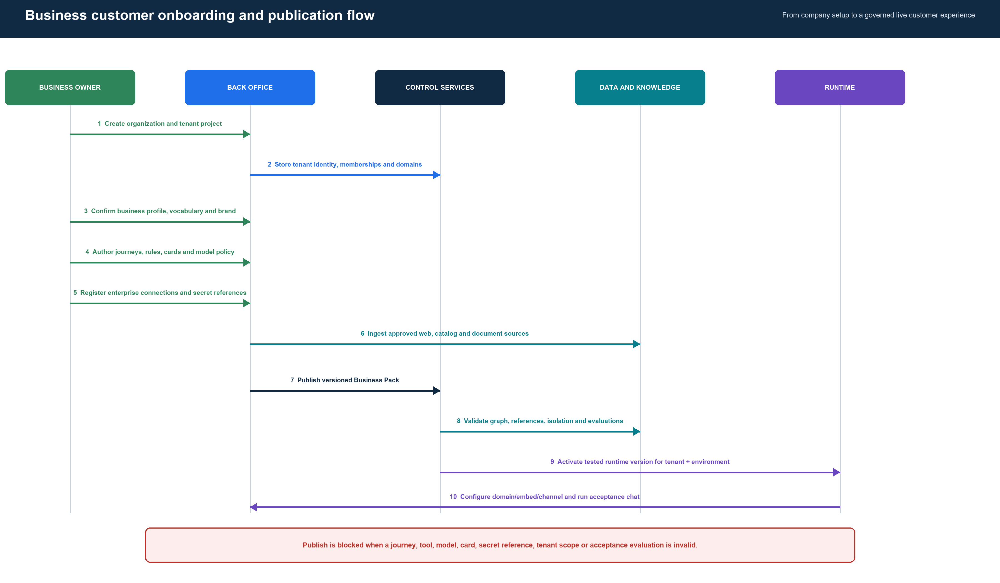 Business customer onboarding and publication flow
From company setup to a governed live customer experience
BUSINESS OWNER
BACK OFFICE
CONTROL SERVICES
DATA AND KNOWLEDGE
RUNTIME
1 Create organization and tenant project
2 Store tenant identity, memberships and domains
3 Confirm business profile, vocabulary and brand
4 Author journeys, rules, cards and model policy
5 Register enterprise connections and secret references
6 Ingest approved web, catalog and document sources
7 Publish versioned Business Pack
8 Validate graph, references, isolation and evaluations
9 Activate tested runtime version for tenant + environment
10 Configure domain/embed/channel and run acceptance chat
Publish is blocked when a journey, tool, model, card, secret reference, tenant scope or acceptance evaluation is invalid.